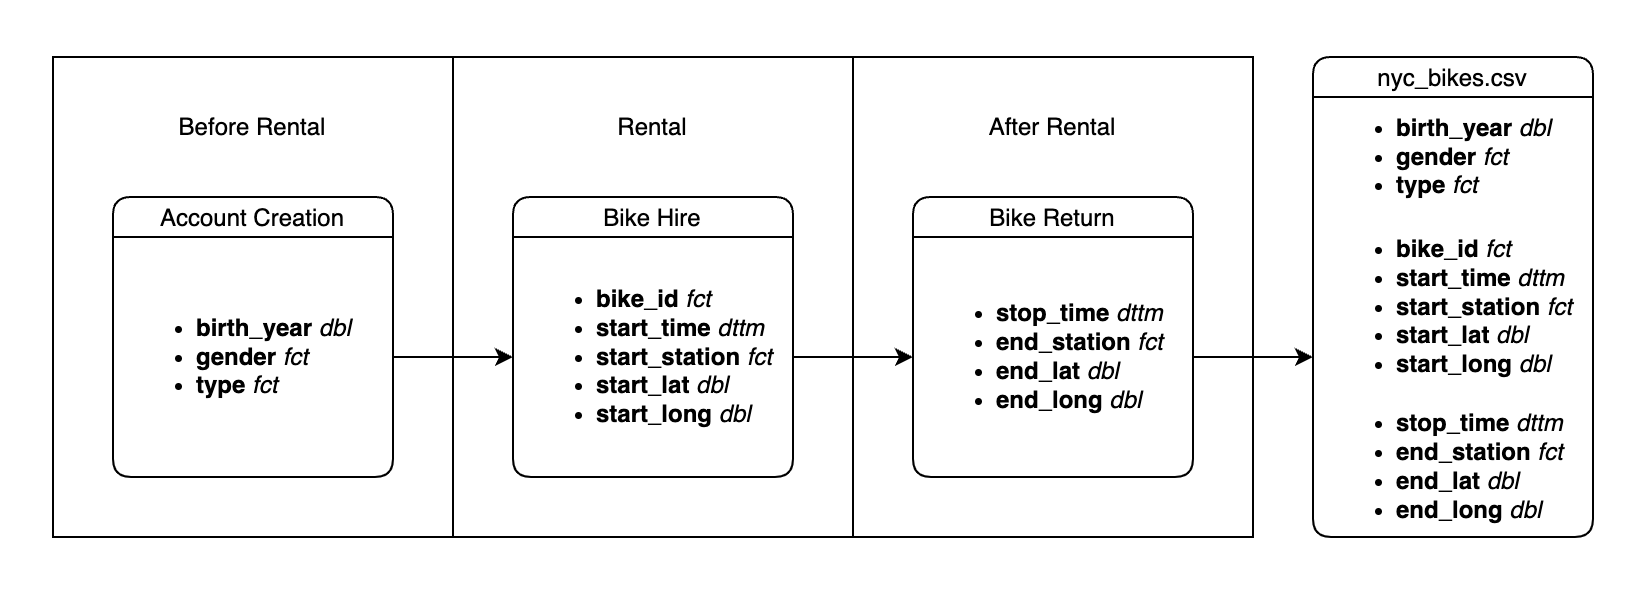 Before Rental
Account Creation
• birth_year dbl
• gender fct
• type fct
Rental
Bike Hire
• bike_id fct
• start_time dttm
• start_station fct
• start_lat dbl
• start_long dbl
After Rental
Bike Return
• stop_time dttm
• end_station fct
• end_lat dbl
• end_long dbl
nyc_bikes.csv
• birth_year dbl
• gender fct
• type fct
• bike_id fct
• start_time dttm
• start_station fct
• start_lat dbl
• start_long dbl
• stop_time dttm
• end_station fct
• end_lat dbl
• end_long dbl